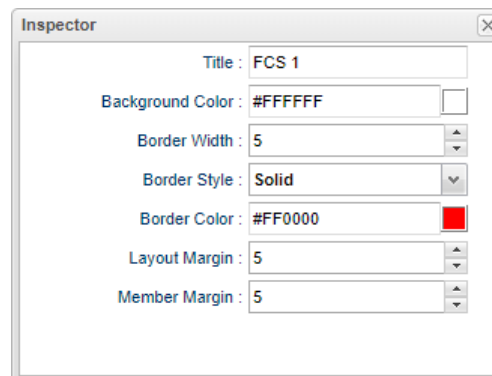 Inspector
Title : FCS 1
Background Color : #FFFFFF
Border Width : 5
Border Style : Solid
Border Color : #FF0000
Layout Margin : 5
Member Margin : 5